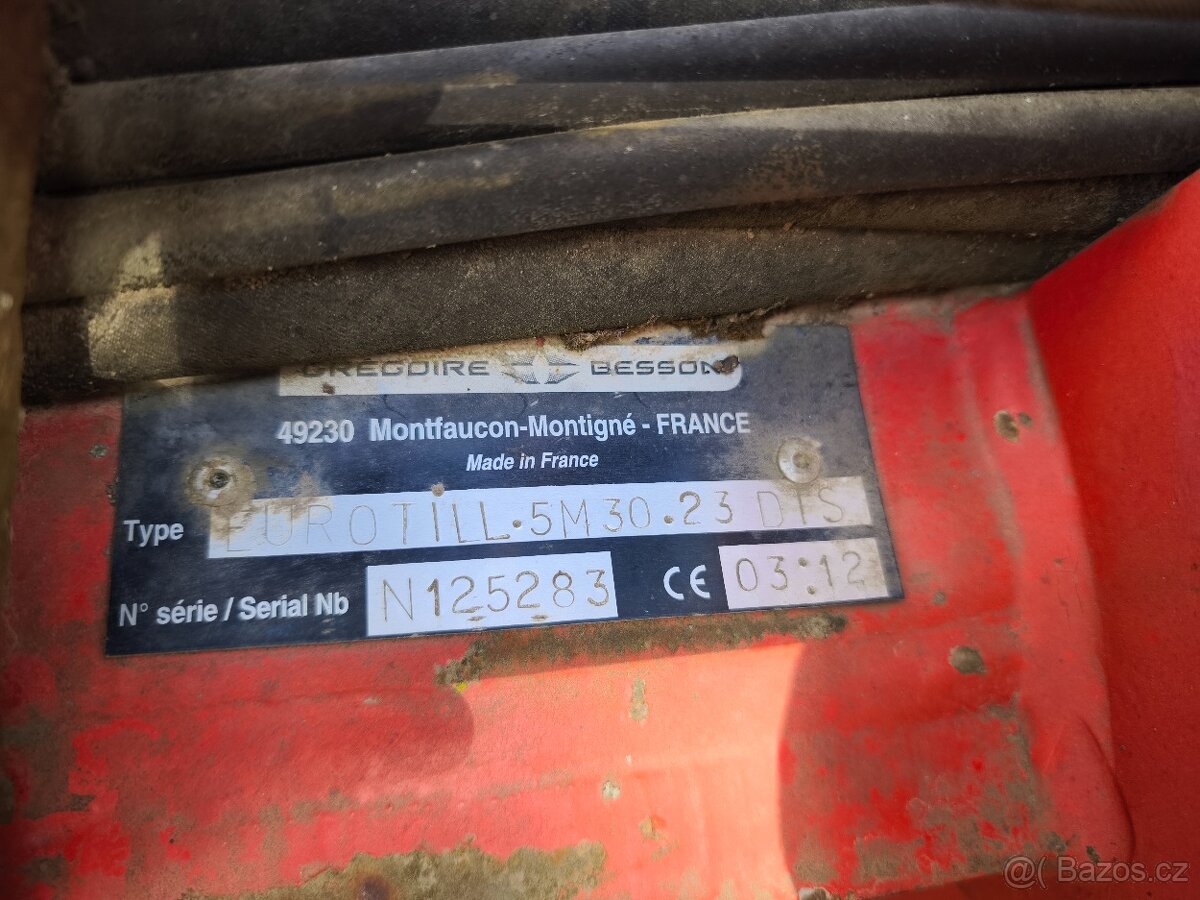 GREGOIRE BESSON
49230 Montfaucon-Montigné - FRANCE
Made in France
Type EUROTILL.5M30.23 DTS
N° série / Serial Nb N125283 CE 03:12
@( Bazos.cz